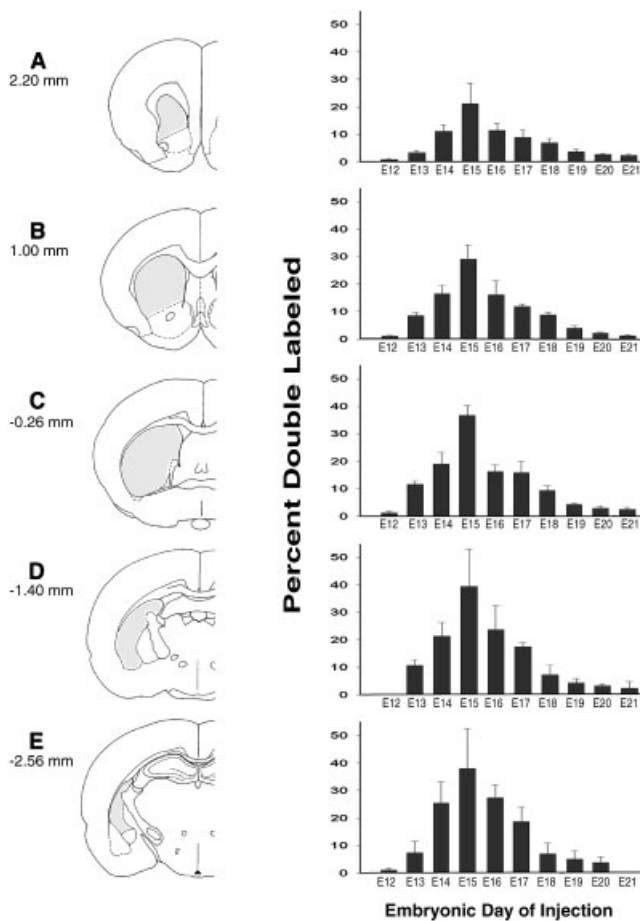 A
2.20 mm
50
40
30
20
10
0
E12 E13 E14 E15 E16 E17 E18 E19 E20 E21
B
1.00 mm
50
40
30
20
10
0
E12 E13 E14 E15 E16 E17 E18 E19 E20 E21
C
-0.26 mm
50
40
30
20
10
0
E12 E13 E14 E15 E16 E17 E18 E19 E20 E21
D
-1.40 mm
50
40
30
20
10
0
E12 E13 E14 E15 E16 E17 E18 E19 E20 E21
E
-2.56 mm
50
40
30
20
10
0
E12 E13 E14 E15 E16 E17 E18 E19 E20 E21
Percent Double Labeled
Embryonic Day of Injection